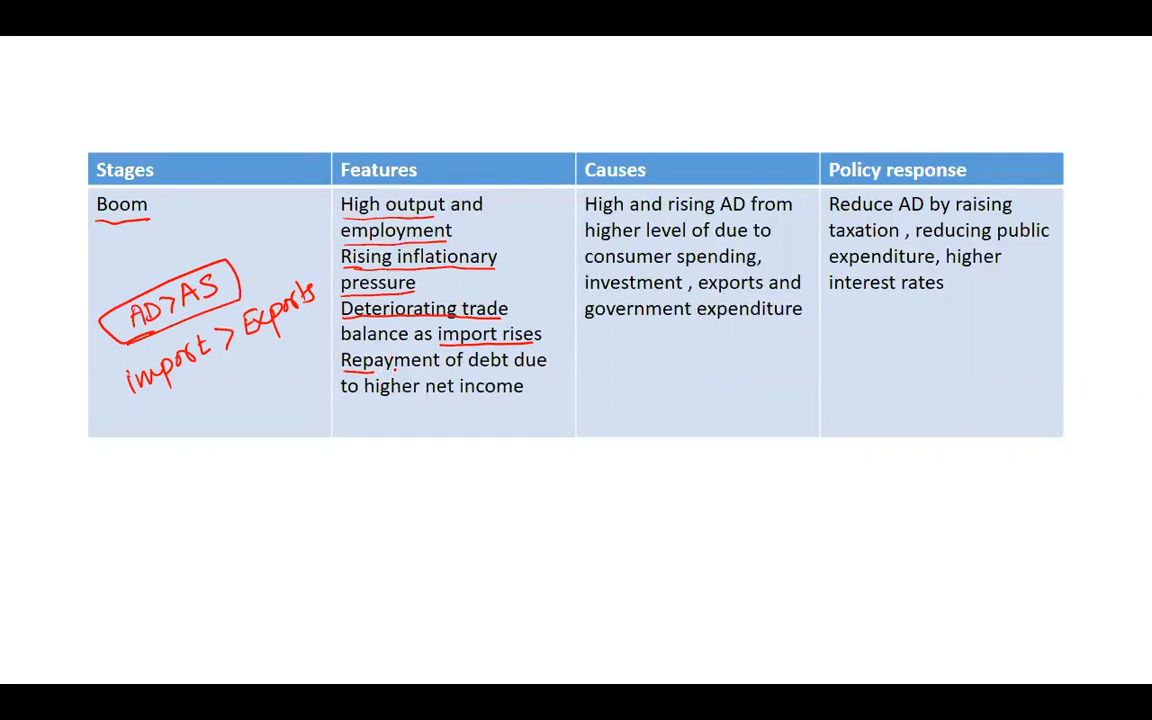 Stages
Features
Causes
Policy response
Boom
AD>AS
import > Exports
High output and
employment
Rising inflationary
pressure
Deteriorating trade
balance as import rises
Repayment of debt due
to higher net income
High and rising AD from
higher level of due to
consumer spending,
investment , exports and
government expenditure
Reduce AD by raising
taxation , reducing public
expenditure, higher
interest rates